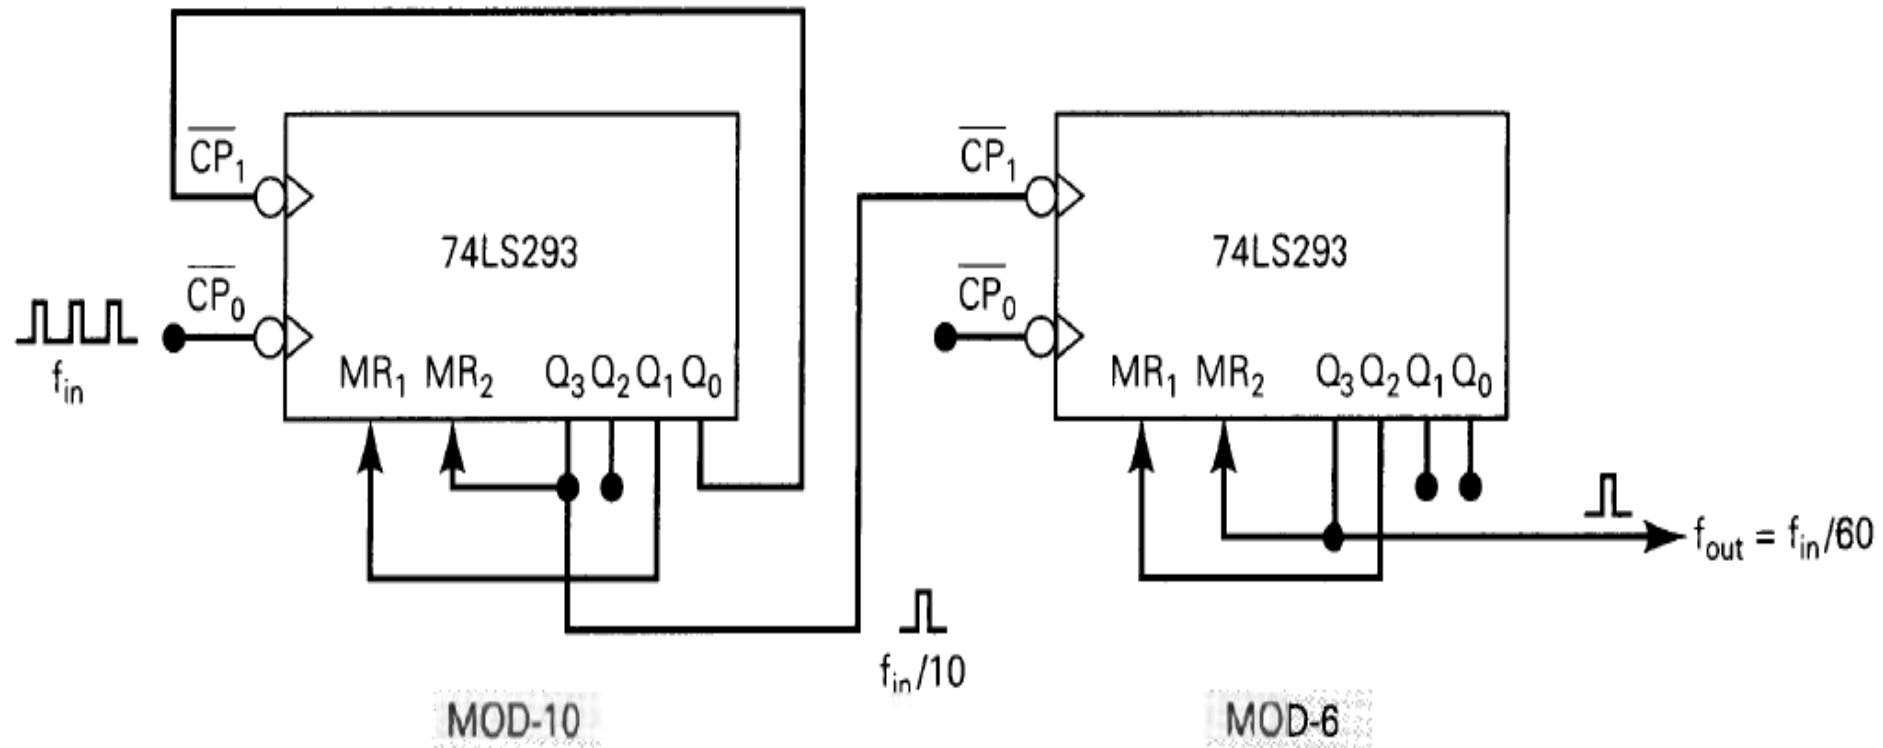 CP1
CP1
74LS293
74LS293
CP0
CP0
fin
MR1 MR2 Q3 Q2 Q1 Q0
MR1 MR2 Q3 Q2 Q1 Q0
fout = fin/60
fin/10
MOD-10
MOD-6